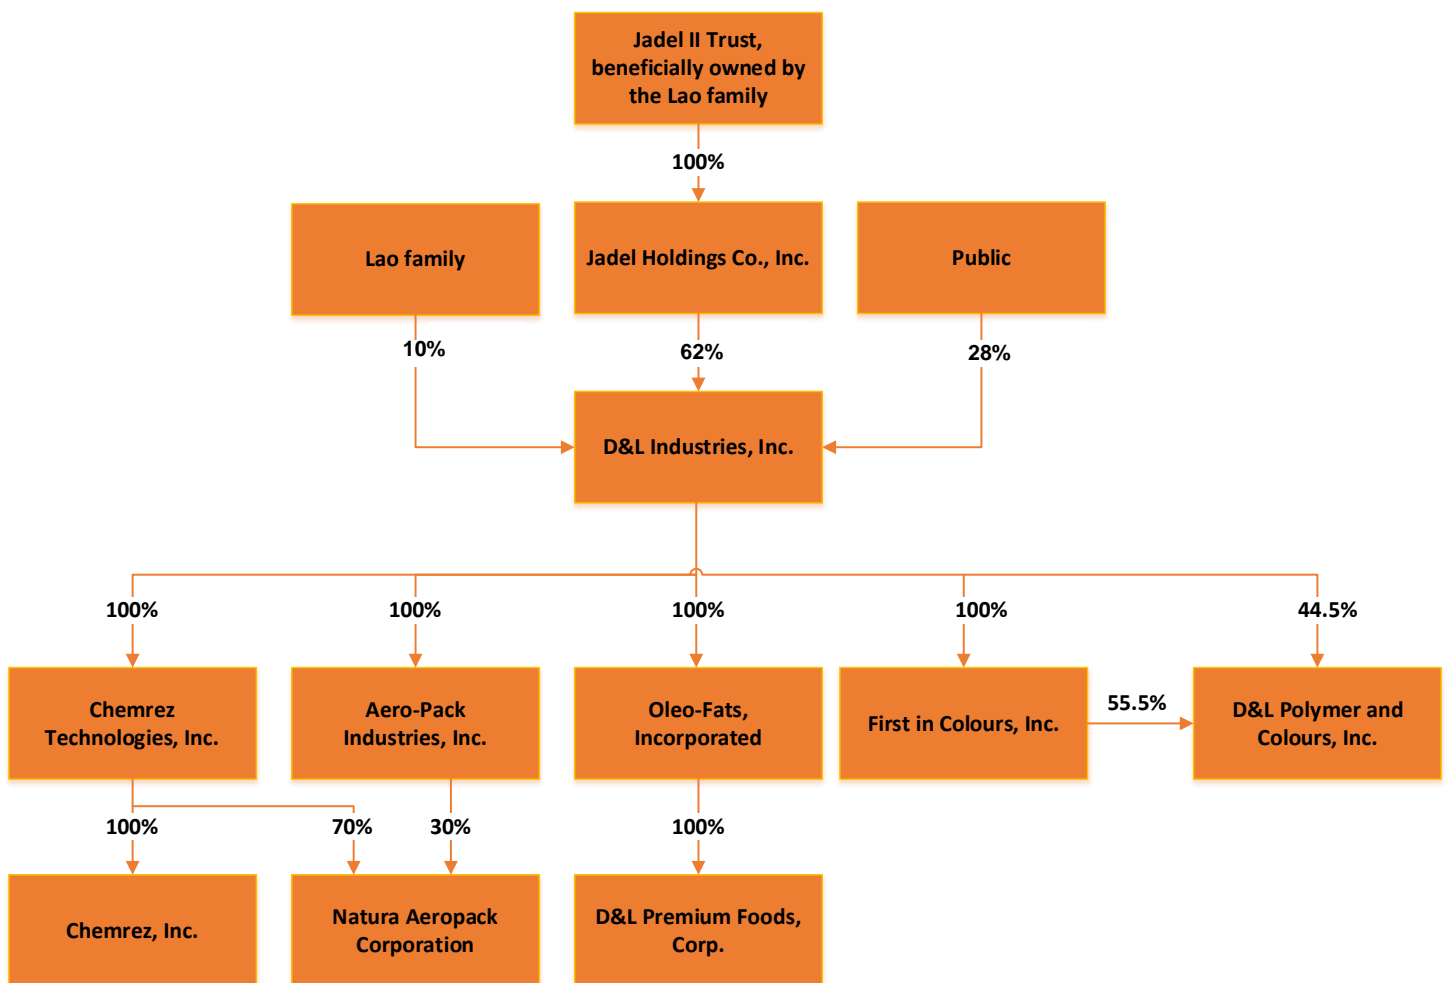 Jadel II Trust,
beneficially owned by
the Lao family
100%
Lao family
Jadel Holdings Co., Inc.
Public
10%
62%
28%
D&L Industries, Inc.
100%
100%
100%
100%
44.5%
Chemrez
Technologies, Inc.
Aero-Pack
Industries, Inc.
Oleo-Fats,
Incorporated
First in Colours, Inc.
55.5%
D&L Polymer and
Colours, Inc.
100%
70%
30%
100%
Chemrez, Inc.
Natura Aeropack
Corporation
D&L Premium Foods,
Corp.